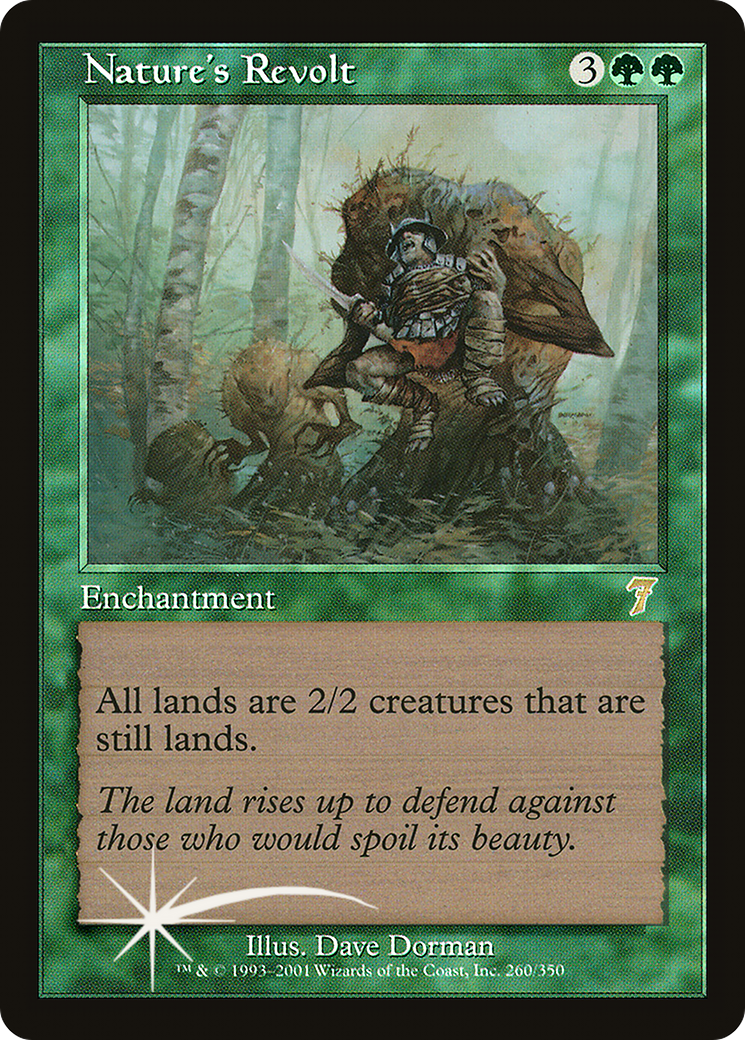 Nature's Revolt 3
DORMAN
Enchantment 7
All lands are 2/2 creatures that are
still lands.
The land rises up to defend against
those who would spoil its beauty.
Illus. Dave Dorman
™ & © 1993–2001 Wizards of the Coast, Inc. 260/350